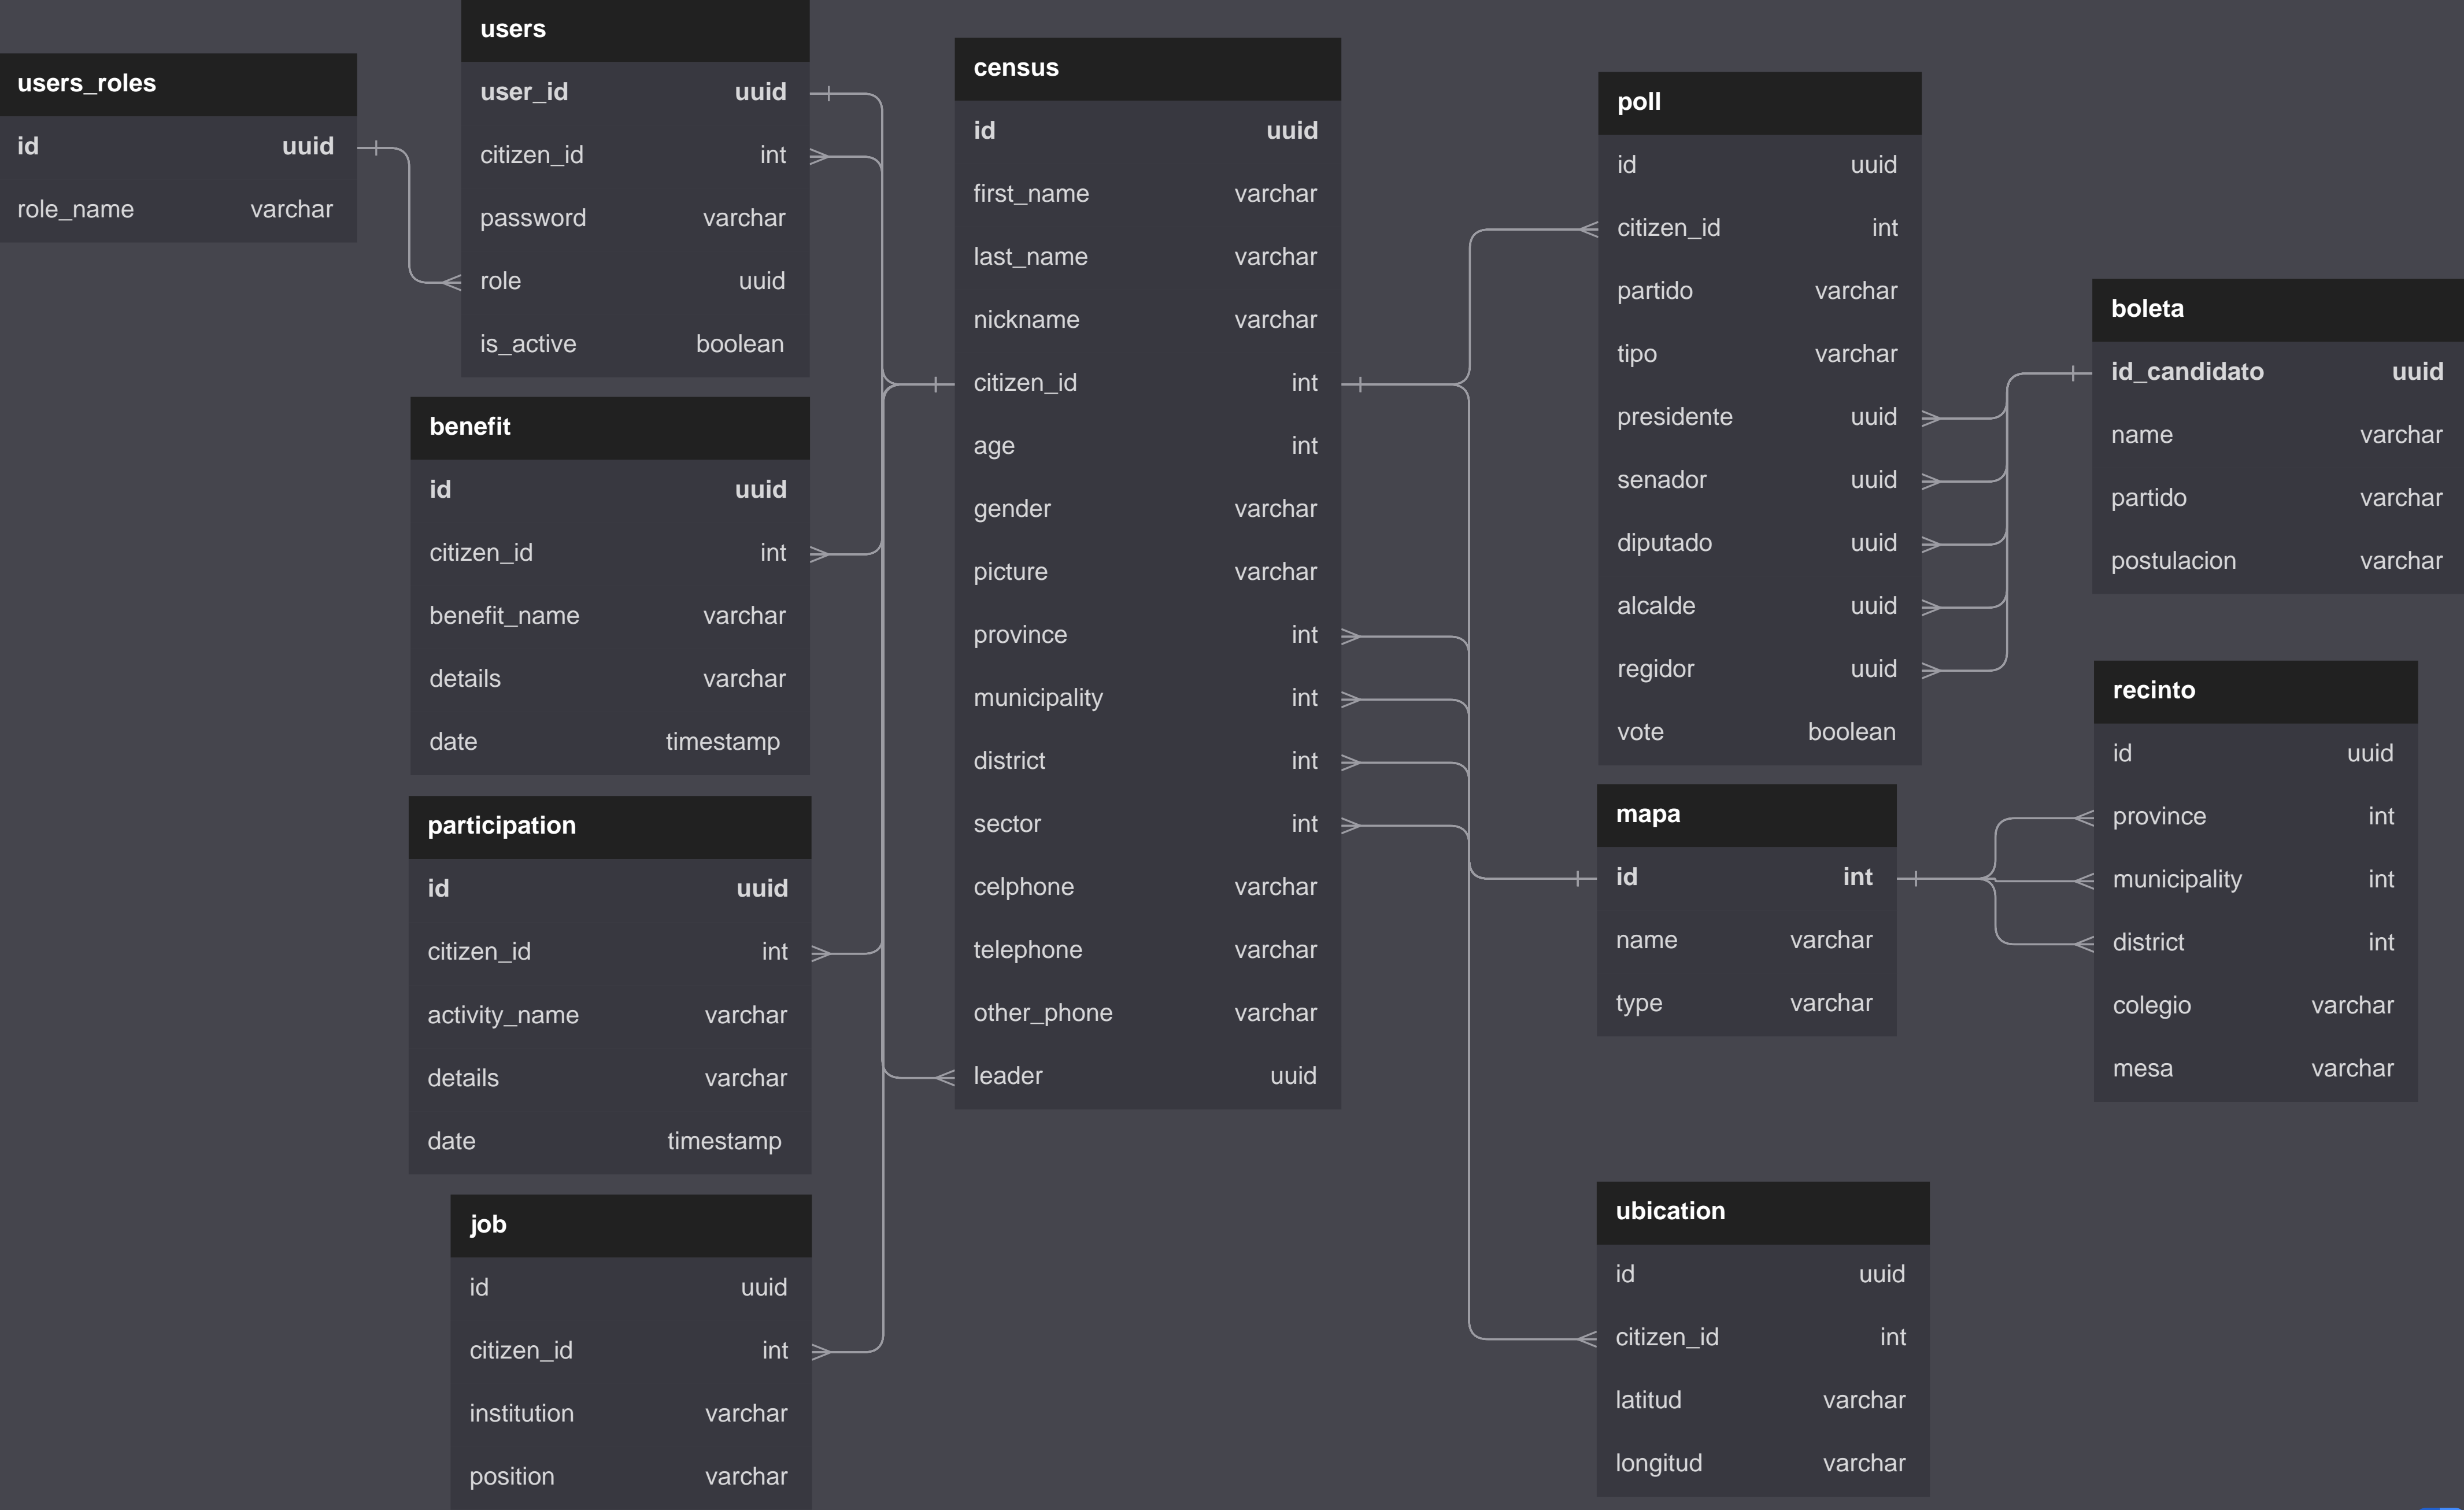 users_roles
id uuid
role_name varchar
users
user_id uuid
citizen_id int
password varchar
role uuid
is_active boolean
benefit
id uuid
citizen_id int
benefit_name varchar
details varchar
date timestamp
participation
id uuid
citizen_id int
activity_name varchar
details varchar
date timestamp
job
id uuid
citizen_id int
institution varchar
position varchar
census
id uuid
first_name varchar
last_name varchar
nickname varchar
citizen_id int
age int
gender varchar
picture varchar
province int
municipality int
district int
sector int
celphone varchar
telephone varchar
other_phone varchar
leader uuid
poll
id uuid
citizen_id int
partido varchar
tipo varchar
presidente uuid
senador uuid
diputado uuid
alcalde uuid
regidor uuid
vote boolean
mapa
id int
name varchar
type varchar
ubication
id uuid
citizen_id int
latitud varchar
longitud varchar
boleta
id_candidato uuid
name varchar
partido varchar
postulacion varchar
recinto
id uuid
province int
municipality int
district int
colegio varchar
mesa varchar